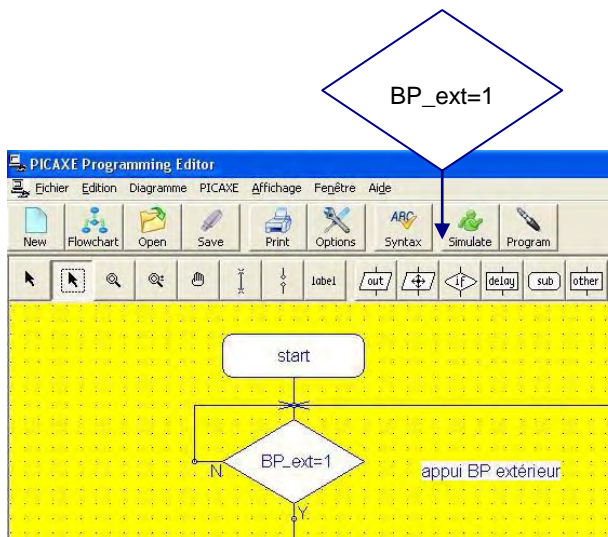 BP_ext=1
PICAXE Programming Editor
Fichier Edition Diagramme PICAXE Affichage Fenêtre Aide
ABC
New Flowchart Open Save Print Options Syntax Simulate Program
label out if delay sub other
start
BP_ext=1
N
appui BP extérieur
Y